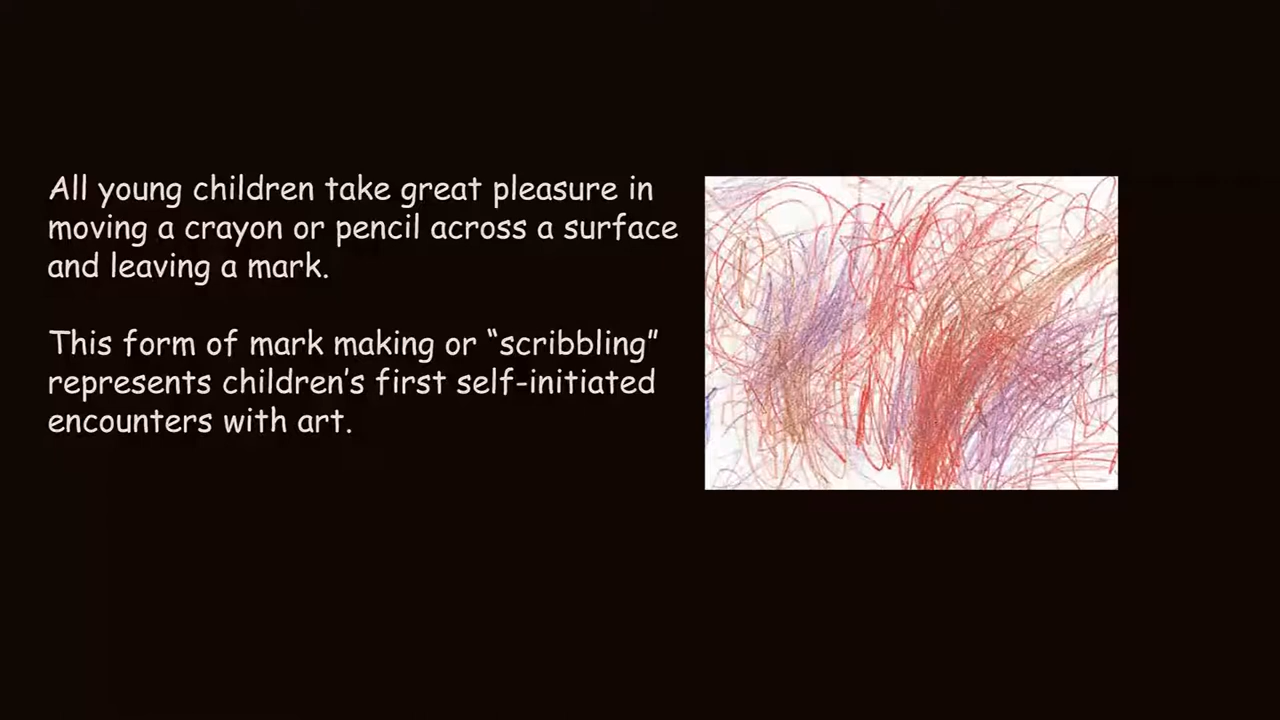 All young children take great pleasure in
moving a crayon or pencil across a surface
and leaving a mark.
This form of mark making or “scribbling”
represents children’s first self-initiated
encounters with art.